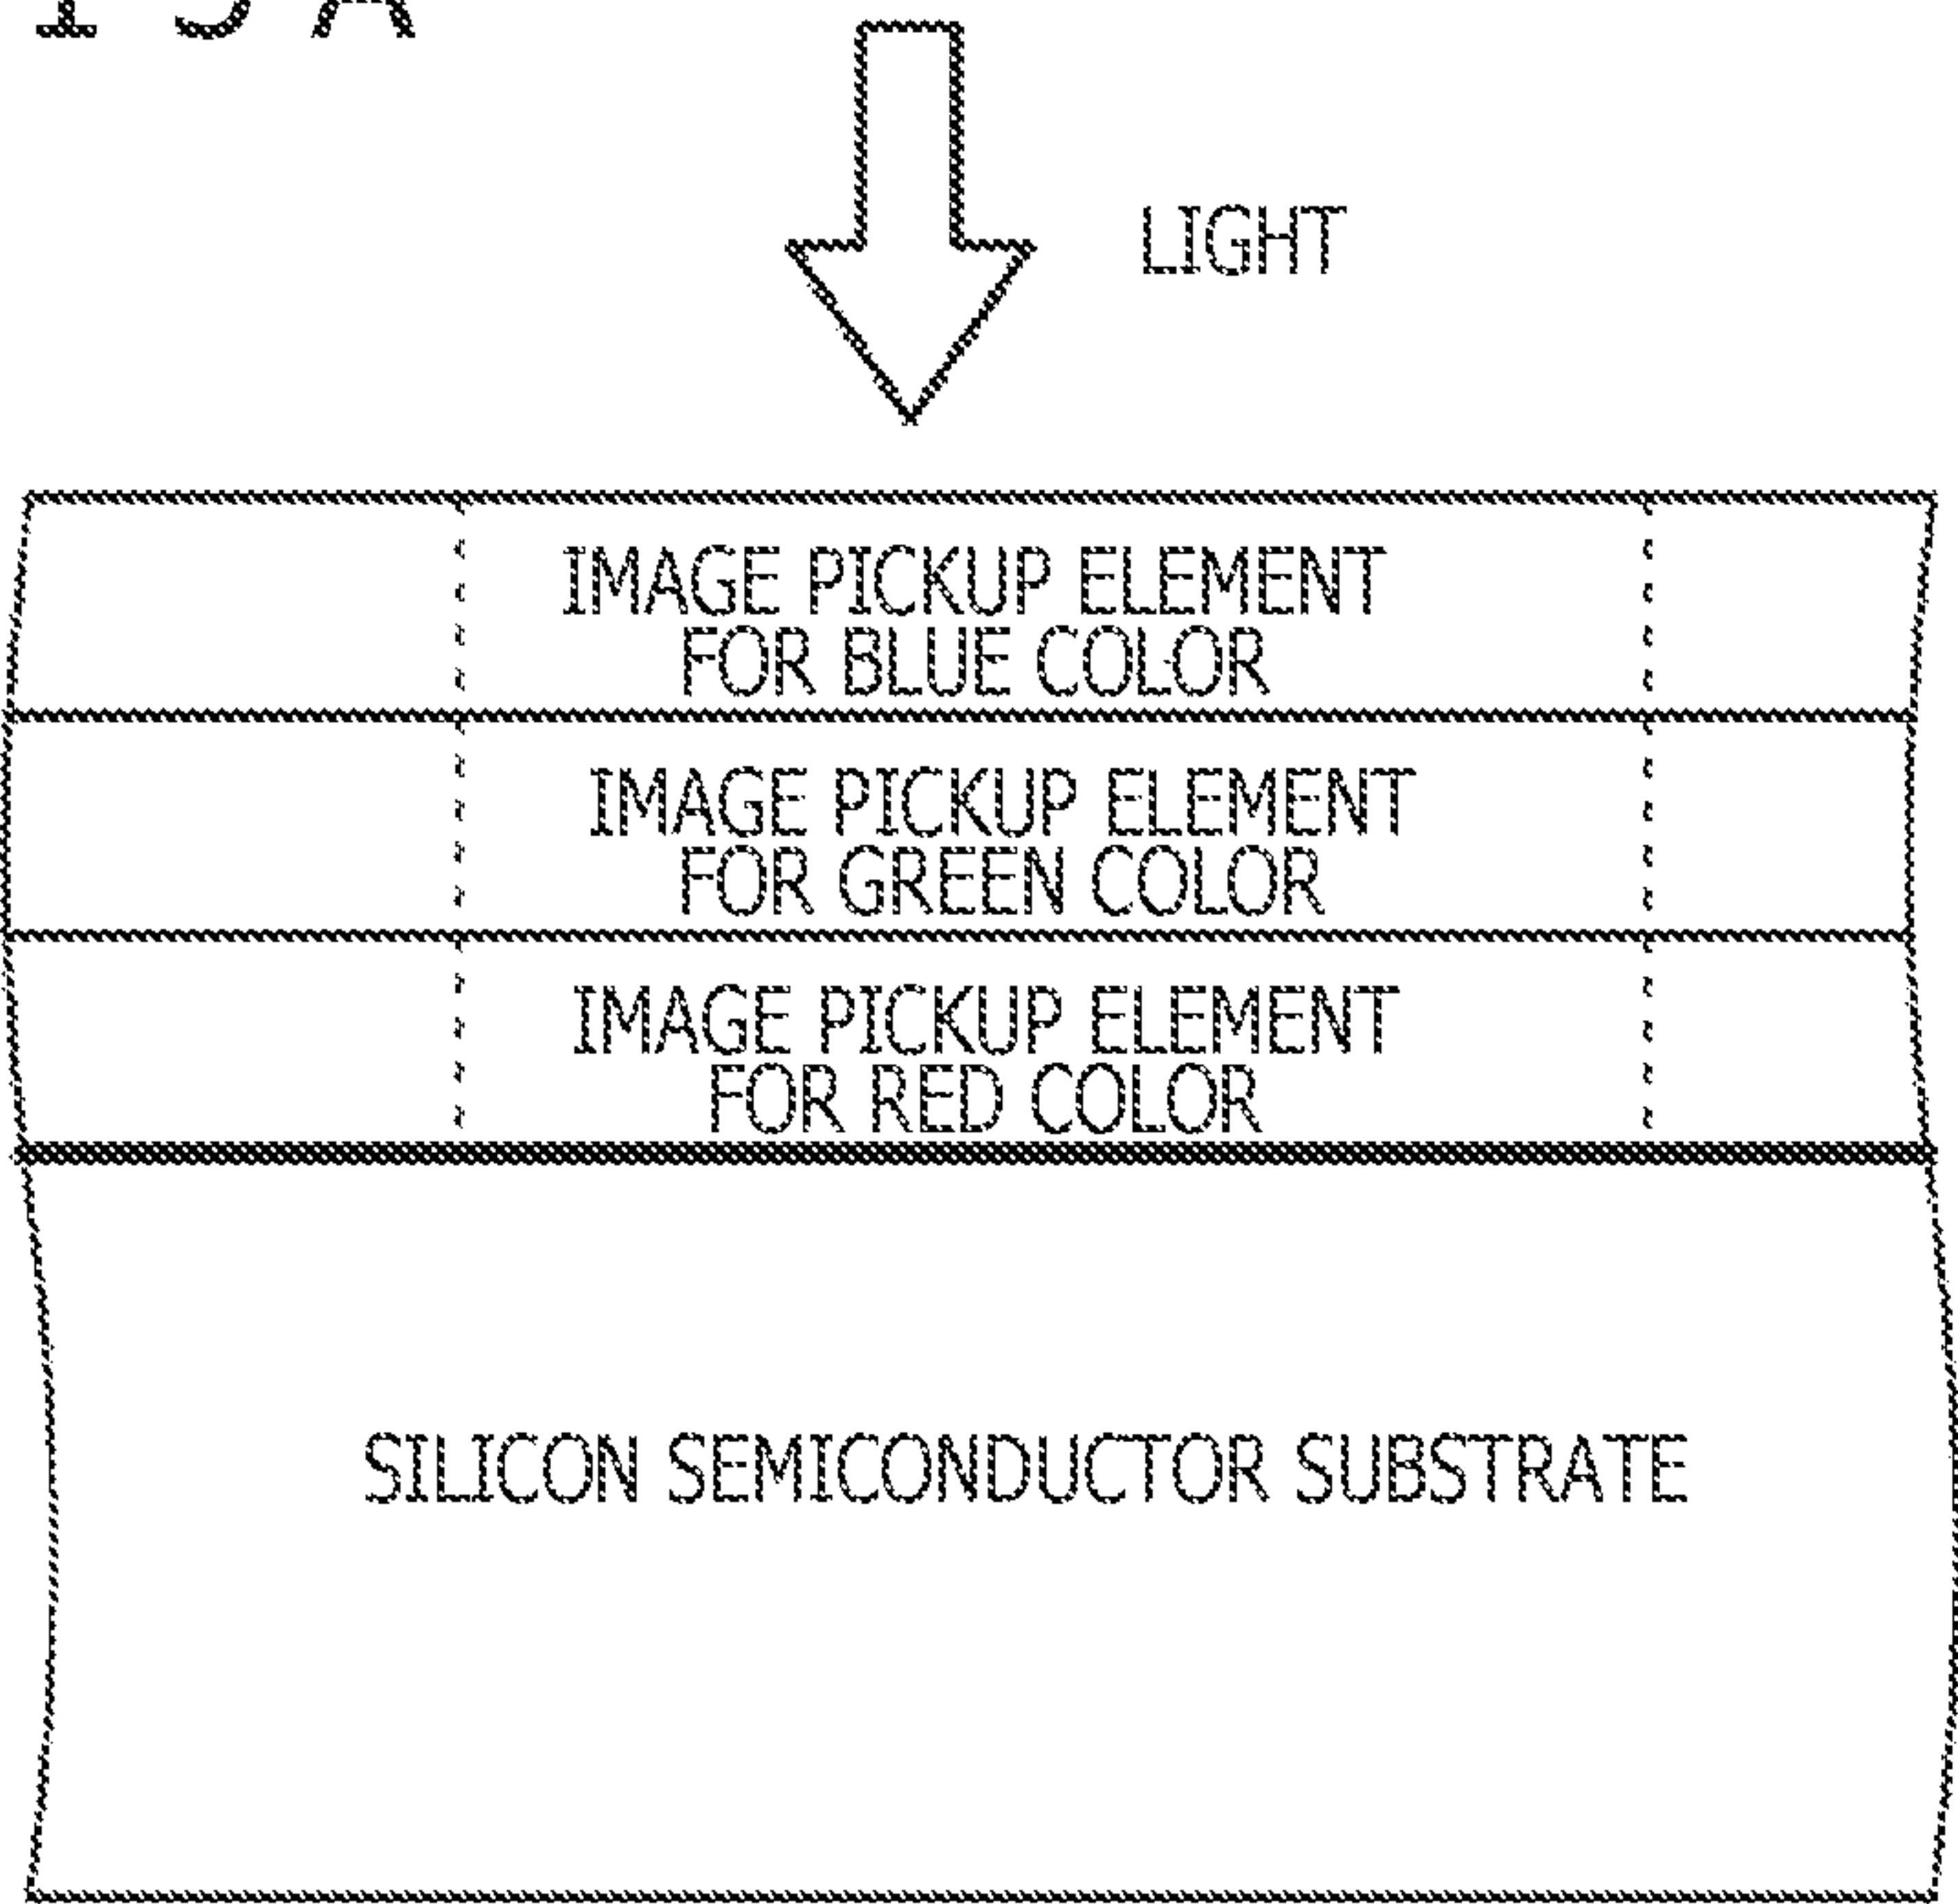 LIGHT
IMAGE PICKUP ELEMENT
FOR BLUE COLOR
IMAGE PICKUP ELEMENT
FOR GREEN COLOR
IMAGE PICKUP ELEMENT
FOR RED COLOR
SILICON SEMICONDUCTOR SUBSTRATE